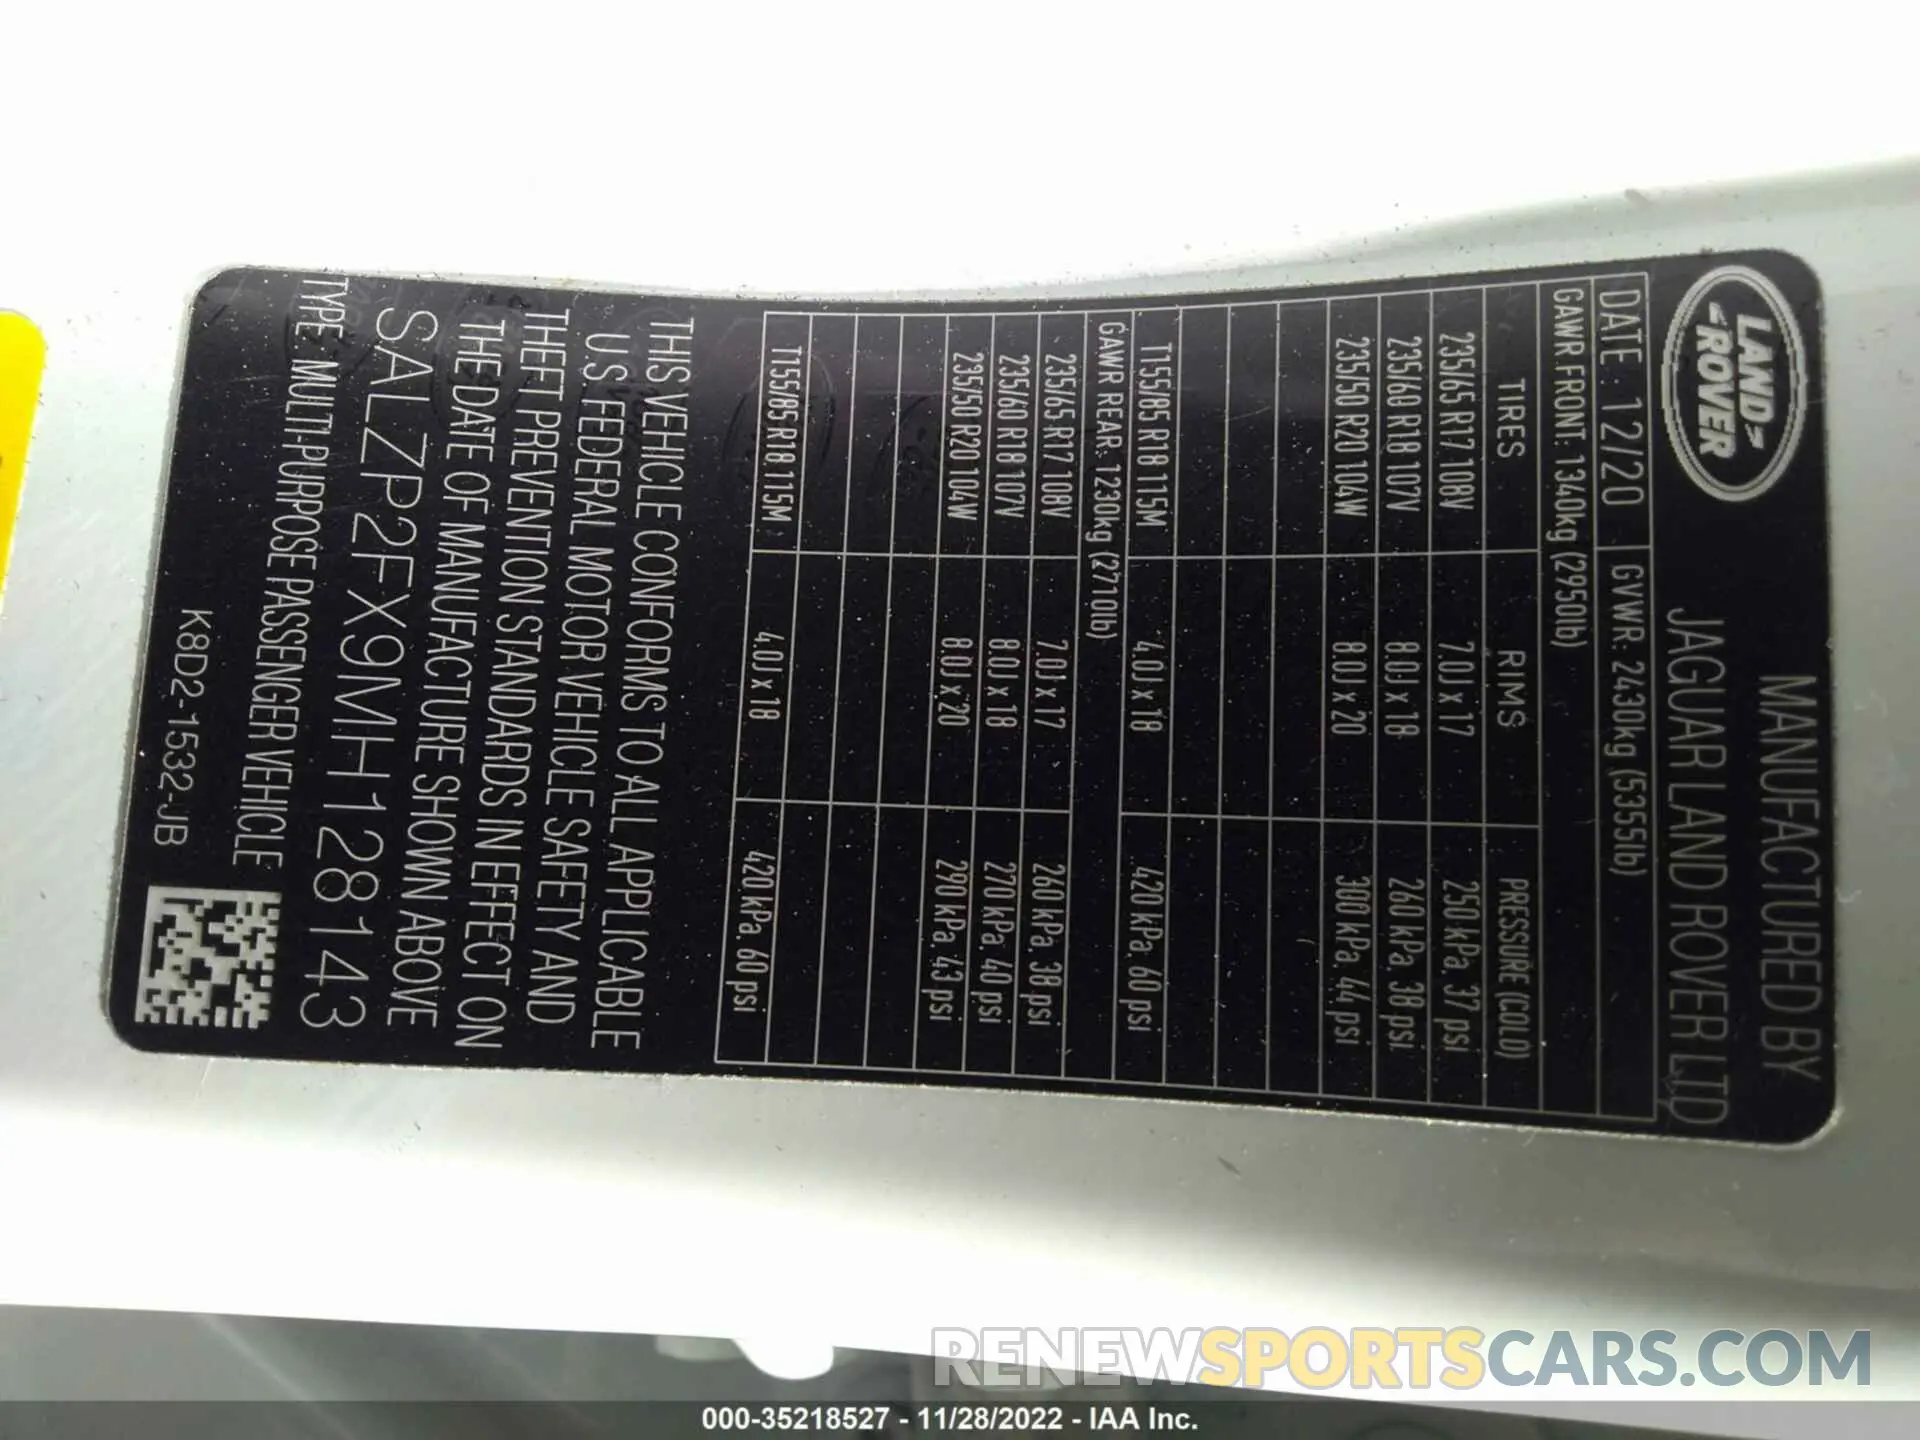 LAND
ROVER
MANUFACTURED BY
JAGUAR LAND ROVER LTD
DATE : 12/20 GVWR: 2430kg (5355lb)
GAWR FRONT: 1340kg (2950lb)
TIRES RIMS PRESSURE (COLD)
235/65 R17 108V 7.0J x 17 250 kPa, 37 psi
235/60 R18 107V 8.0J x 18 260 kPa, 38 psi.
235/50 R20 104W 8.0J x 20 300 kPa, 44 psi
T155/85 R18 115M 4.0J x 18 420 kPa, 60 psi
GAWR REAR: 1230kg (2710lb)
235/65 R17 108V 7.0J x 17 260 kPa, 38 psi
235/60 R18 107V 8.0J x 18 270 kPa, 40 psi
235/50 R20 104W 8.0J x 20 290 kPa, 43 psi
T155/85 R18 115M 4.0J x 18 420 kPa, 60 psi
THIS VEHICLE CONFORMS TO ALL APPLICABLE
U.S. FEDERAL MOTOR VEHICLE SAFETY AND
THEFT PREVENTION STANDARDS IN EFFECT ON
THE DATE OF MANUFACTURE SHOWN ABOVE
SALZP2FX9MH128143
TYPE: MULTI-PURPOSE PASSENGER VEHICLE
K8D2-1532-JB
RENEWSPORTSCARS.COM
000-35218527 - 11/28/2022 - IAA Inc.